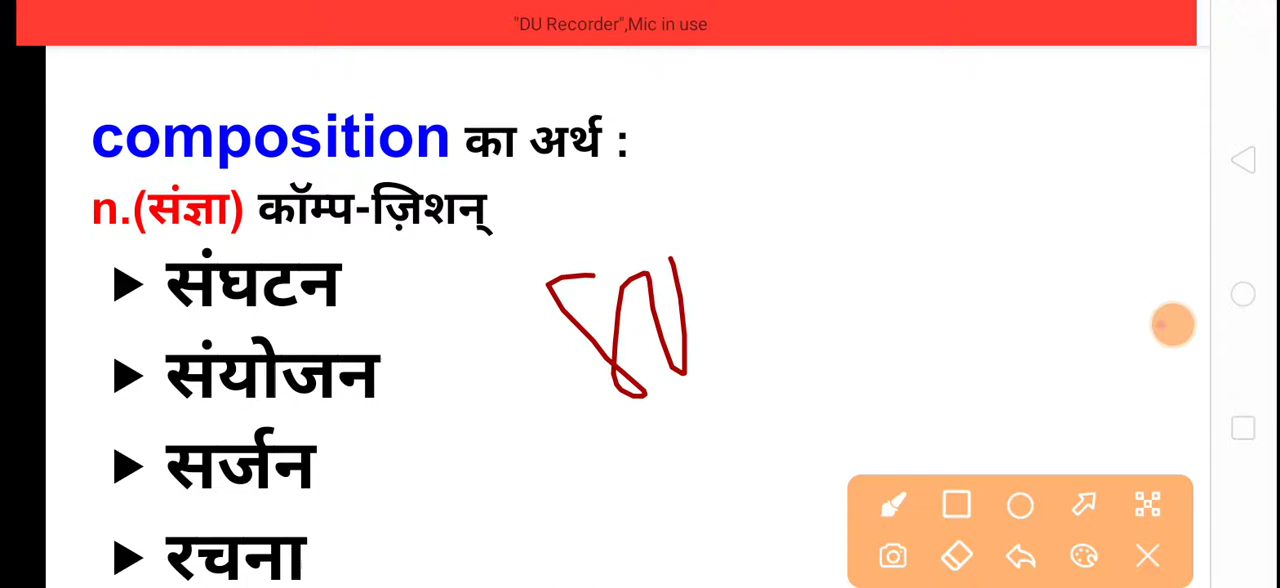 "DU Recorder",Mic in use
composition का अर्थ :
n.(संज्ञा) कॉम्प-ज़िशन्
▶ संघटन
▶ संयोजन
▶ सर्जन
▶ रचना